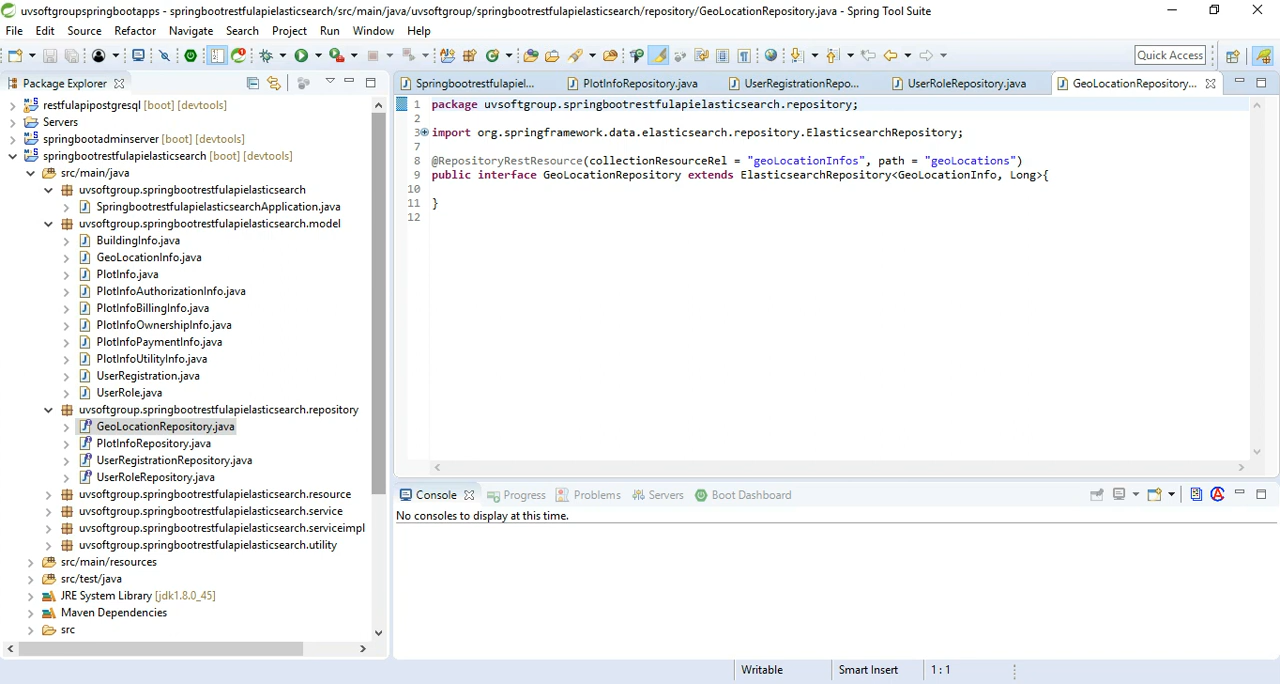 uvsoftgroupspringbootapps - springbootrestfulapielasticsearch/src/main/java/uvsoftgroup/springbootrestfulapielasticsearch/repository/GeoLocationRepository.java - Spring Tool Suite
File Edit Source Refactor Navigate Search Project Run Window Help
Quick Access
Package Explorer
restfulapipostgresql [boot] [devtools]
Servers
springbootadminserver [boot] [devtools]
springbootrestfulapielasticsearch [boot] [devtools]
src/main/java
uvsoftgroup.springbootrestfulapielasticsearch
SpringbootrestfulapielasticsearchApplication.java
uvsoftgroup.springbootrestfulapielasticsearch.model
BuildingInfo.java
GeoLocationInfo.java
PlotInfo.java
PlotInfoAuthorizationInfo.java
PlotInfoBillingInfo.java
PlotInfoOwnershipInfo.java
PlotInfoPaymentInfo.java
PlotInfoUtilityInfo.java
UserRegistration.java
UserRole.java
uvsoftgroup.springbootrestfulapielasticsearch.repository
GeoLocationRepository.java
PlotInfoRepository.java
UserRegistrationRepository.java
UserRoleRepository.java
uvsoftgroup.springbootrestfulapielasticsearch.resource
uvsoftgroup.springbootrestfulapielasticsearch.service
uvsoftgroup.springbootrestfulapielasticsearch.serviceimpl
uvsoftgroup.springbootrestfulapielasticsearch.utility
src/main/resources
src/test/java
JRE System Library [jdk1.8.0_45]
Maven Dependencies
src
Springbootrestfulapiel... PlotInfoRepository.java UserRegistrationRepo... UserRoleRepository.java GeoLocationRepository...
1 package uvsoftgroup.springbootrestfulapielasticsearch.repository;
2
3 import org.springframework.data.elasticsearch.repository.ElasticsearchRepository;
7
8 @RepositoryRestResource(collectionResourceRel = "geoLocationInfos", path = "geoLocations")
9 public interface GeoLocationRepository extends ElasticsearchRepository<GeoLocationInfo, Long>{
10
11 }
12
Console Progress Problems Servers Boot Dashboard
No consoles to display at this time.
Writable Smart Insert 1 : 1